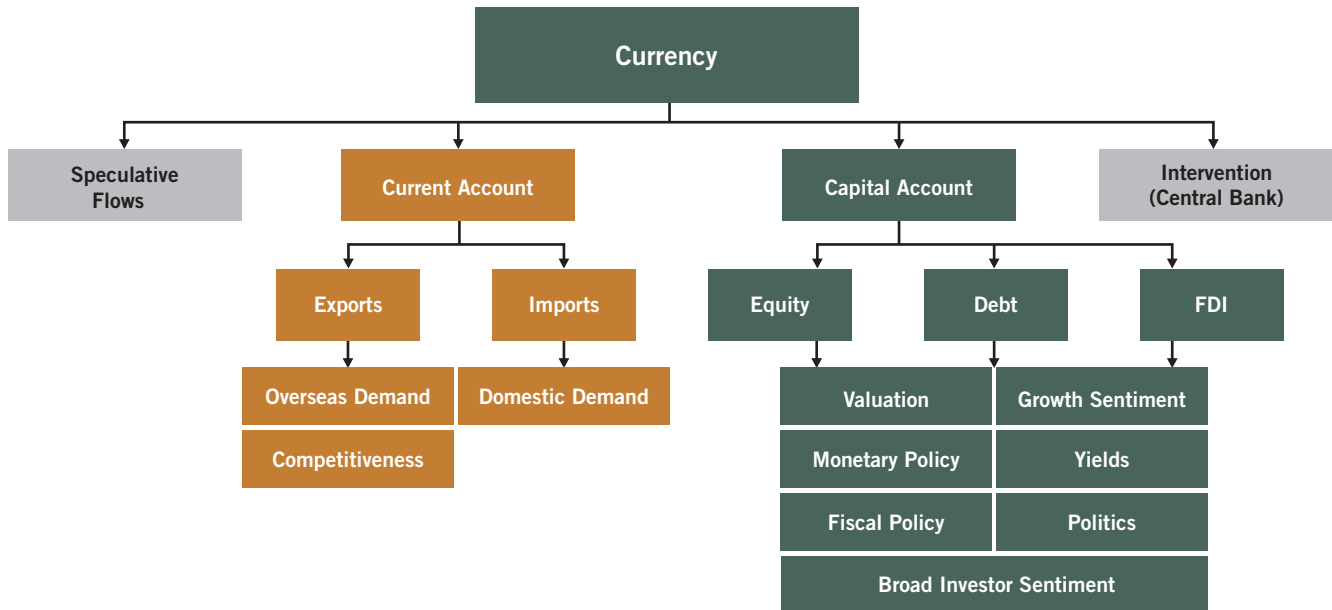 Currency
Speculative
Flows
Current Account
Capital Account
Intervention
(Central Bank)
Exports
Imports
Equity
Debt
FDI
Overseas Demand
Domestic Demand
Competitiveness
Valuation
Growth Sentiment
Monetary Policy
Yields
Fiscal Policy
Politics
Broad Investor Sentiment